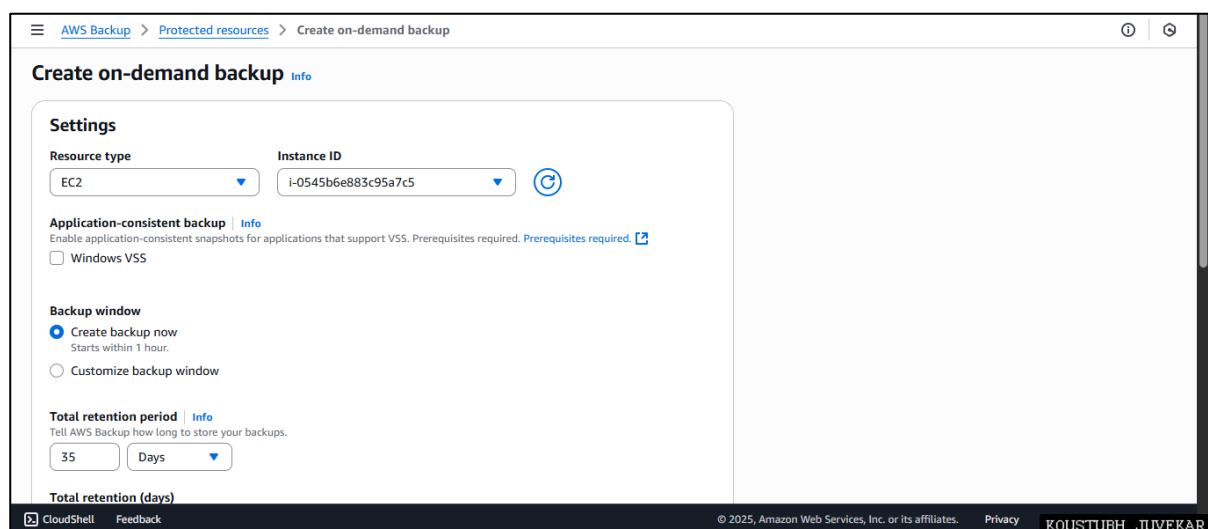 AWS Backup > Protected resources > Create on-demand backup
Create on-demand backup Info
Settings
Resource type Instance ID
EC2 i-0545b6e883c95a7c5
Application-consistent backup | Info
Enable application-consistent snapshots for applications that support VSS. Prerequisites required. Prerequisites required.
Windows VSS
Backup window
Create backup now
Starts within 1 hour.
Customize backup window
Total retention period | Info
Tell AWS Backup how long to store your backups.
35 Days
Total retention (days)
CloudShell Feedback © 2025, Amazon Web Services, Inc. or its affiliates. Privacy KOUSTUBH JUVEKAR